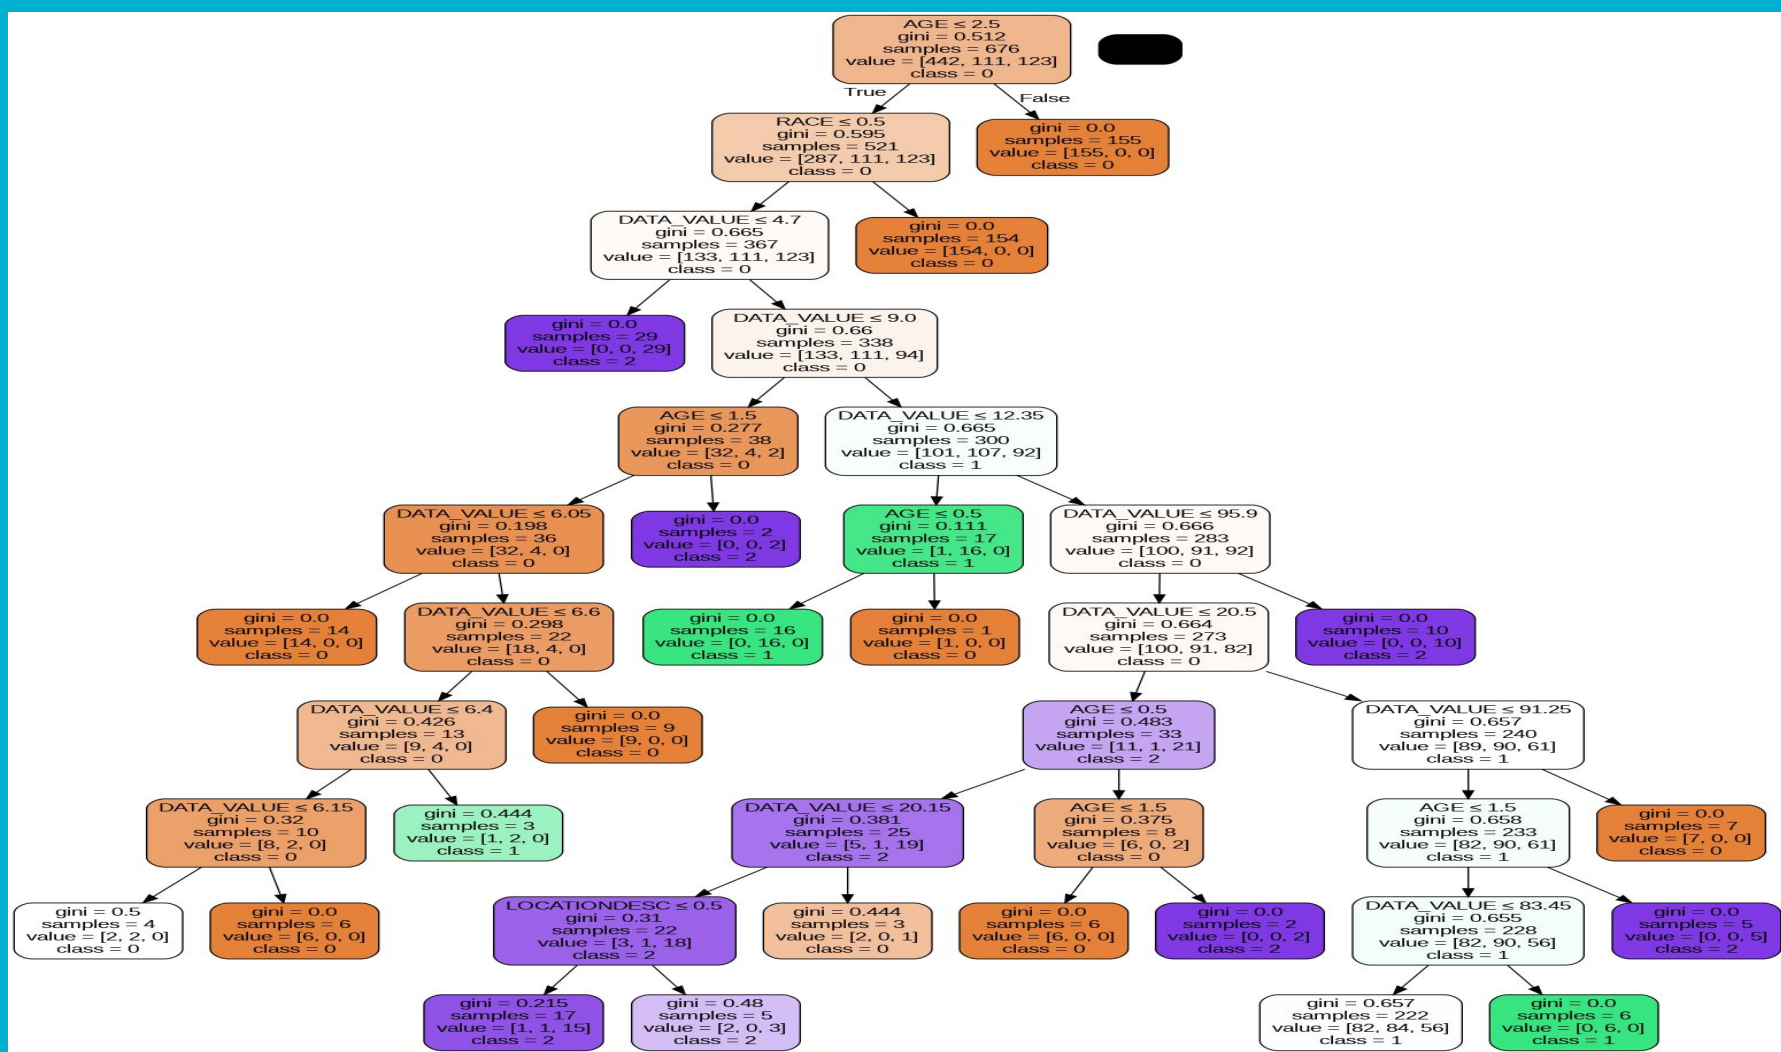 AGE ≤ 2.5
gini = 0.512
samples = 676
value = [442, 111, 123]
class = 0
True
False
RACE ≤ 0.5
gini = 0.595
samples = 521
value = [287, 111, 123]
class = 0
gini = 0.0
samples = 155
value = [155, 0, 0]
class = 0
DATA_VALUE ≤ 4.7
gini = 0.665
samples = 367
value = [133, 111, 123]
class = 0
gini = 0.0
samples = 154
value = [154, 0, 0]
class = 0
gini = 0.0
samples = 29
value = [0, 0, 29]
class = 2
DATA_VALUE ≤ 9.0
gini = 0.66
samples = 338
value = [133, 111, 94]
class = 0
AGE ≤ 1.5
gini = 0.277
samples = 38
value = [32, 4, 2]
class = 0
DATA_VALUE ≤ 12.35
gini = 0.665
samples = 300
value = [101, 107, 92]
class = 1
DATA_VALUE ≤ 6.05
gini = 0.198
samples = 36
value = [32, 4, 0]
class = 0
gini = 0.0
samples = 2
value = [0, 0, 2]
class = 2
AGE ≤ 0.5
gini = 0.111
samples = 17
value = [1, 16, 0]
class = 1
DATA_VALUE ≤ 95.9
gini = 0.666
samples = 283
value = [100, 91, 92]
class = 0
gini = 0.0
samples = 14
value = [14, 0, 0]
class = 0
DATA_VALUE ≤ 6.6
gini = 0.298
samples = 22
value = [18, 4, 0]
class = 0
gini = 0.0
samples = 16
value = [0, 16, 0]
class = 1
gini = 0.0
samples = 1
value = [1, 0, 0]
class = 0
DATA_VALUE ≤ 20.5
gini = 0.664
samples = 273
value = [100, 91, 82]
class = 0
gini = 0.0
samples = 10
value = [0, 0, 10]
class = 2
DATA_VALUE ≤ 6.4
gini = 0.426
samples = 13
value = [9, 4, 0]
class = 0
gini = 0.0
samples = 9
value = [9, 0, 0]
class = 0
AGE ≤ 0.5
gini = 0.483
samples = 33
value = [11, 1, 21]
class = 2
DATA_VALUE ≤ 91.25
gini = 0.657
samples = 240
value = [89, 90, 61]
class = 1
DATA_VALUE ≤ 6.15
gini = 0.32
samples = 10
value = [8, 2, 0]
class = 0
gini = 0.444
samples = 3
value = [1, 2, 0]
class = 1
DATA_VALUE ≤ 20.15
gini = 0.381
samples = 25
value = [5, 1, 19]
class = 2
AGE ≤ 1.5
gini = 0.375
samples = 8
value = [6, 0, 2]
class = 0
AGE ≤ 1.5
gini = 0.658
samples = 233
value = [82, 90, 61]
class = 1
gini = 0.0
samples = 7
value = [7, 0, 0]
class = 0
gini = 0.5
samples = 4
value = [2, 2, 0]
class = 0
gini = 0.0
samples = 6
value = [6, 0, 0]
class = 0
LOCATIONDESC ≤ 0.5
gini = 0.31
samples = 22
value = [3, 1, 18]
class = 2
gini = 0.444
samples = 3
value = [2, 0, 1]
class = 0
gini = 0.0
samples = 6
value = [6, 0, 0]
class = 0
gini = 0.0
samples = 2
value = [0, 0, 2]
class = 2
DATA_VALUE ≤ 83.45
gini = 0.655
samples = 228
value = [82, 90, 56]
class = 1
gini = 0.0
samples = 5
value = [0, 0, 5]
class = 2
gini = 0.215
samples = 17
value = [1, 1, 15]
class = 2
gini = 0.48
samples = 5
value = [2, 0, 3]
class = 2
gini = 0.657
samples = 222
value = [82, 84, 56]
class = 1
gini = 0.0
samples = 6
value = [0, 6, 0]
class = 1